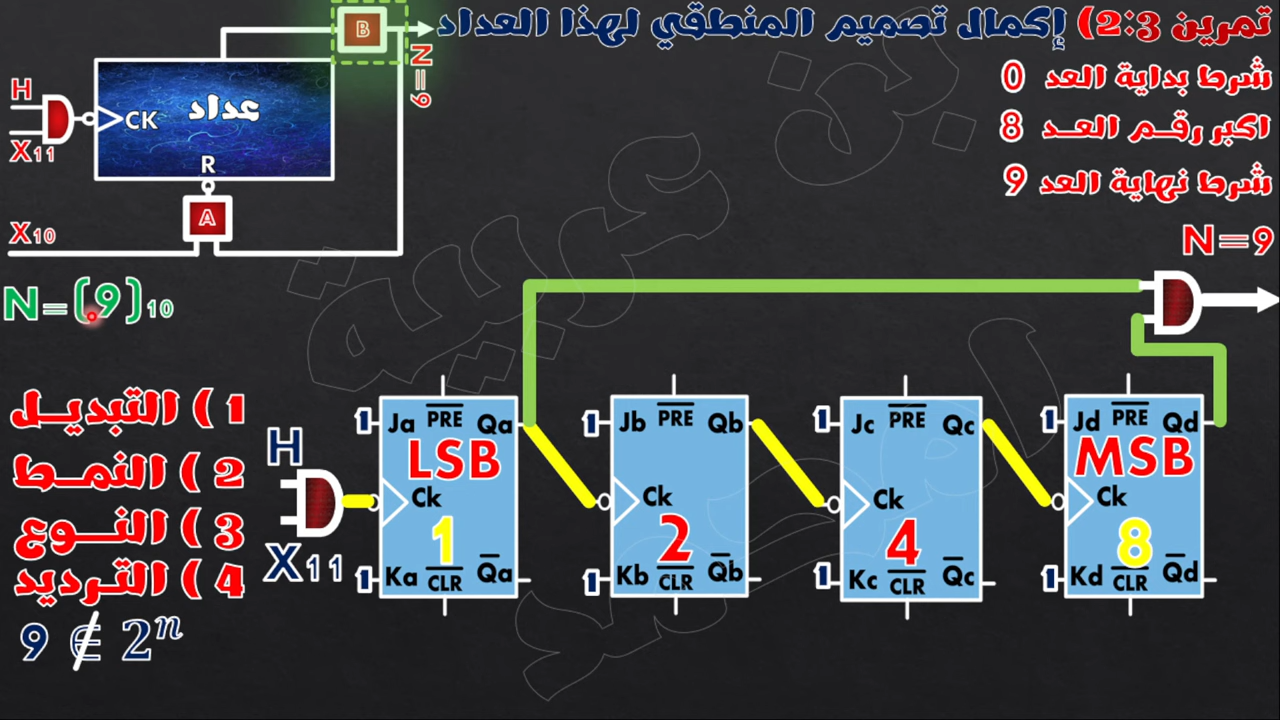 تمرين 2:3) إكمال تصميم المنطقي لهذا العداد
شرط بداية العد 0
اكبر رقم العد 8
شرط نهاية العد 9
N=9
B
N=9
H
X11
CK
عداد
R
A
X10
N=(9)10
1 ) التبديل
2 ) النمط
3 ) النوع
4 ) الترديد
9 ∉ 2^n
H
X11
1 Ja PRE Qa
LSB
Ck
1
1 Ka CLR Qa
1 Jb PRE Qb
Ck
2
1 Kb CLR Qb
1 Jc PRE Qc
Ck
4
1 Kc CLR Qc
1 Jd PRE Qd
MSB
Ck
8
1 Kd CLR Qd